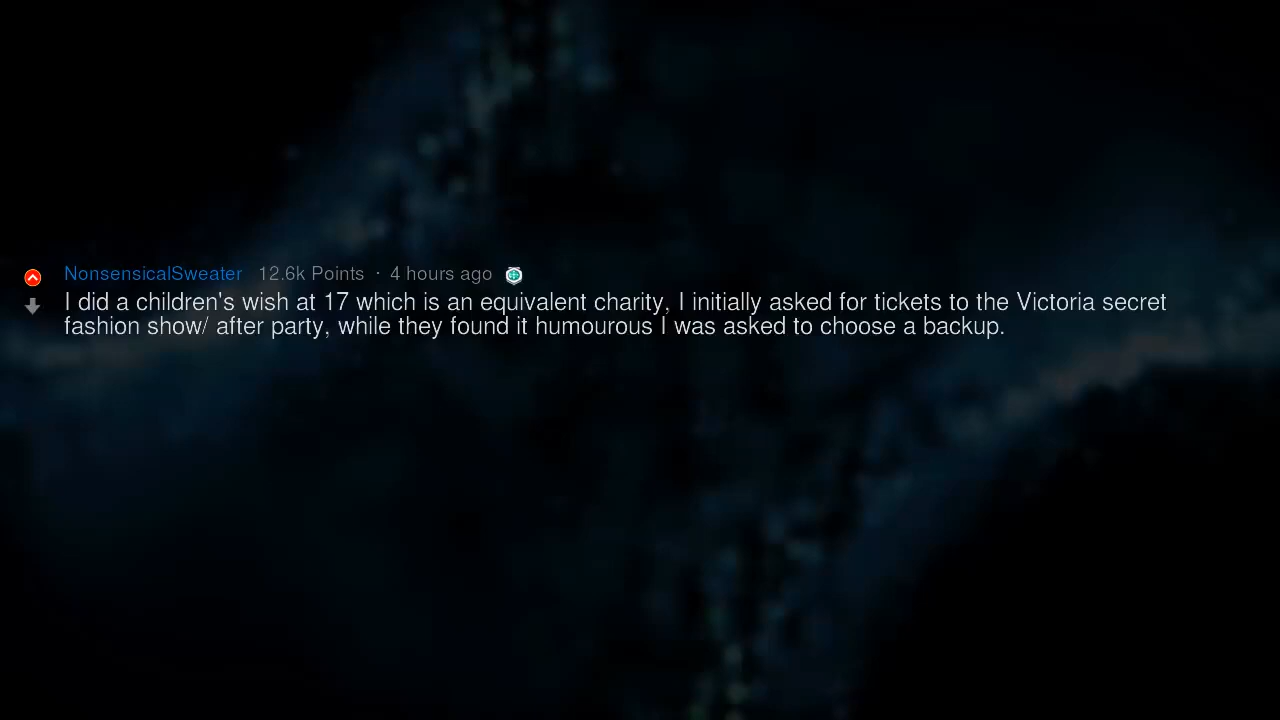 NonsensicalSweater 12.6k Points · 4 hours ago
I did a children's wish at 17 which is an equivalent charity, I initially asked for tickets to the Victoria secret
fashion show/ after party, while they found it humourous I was asked to choose a backup.